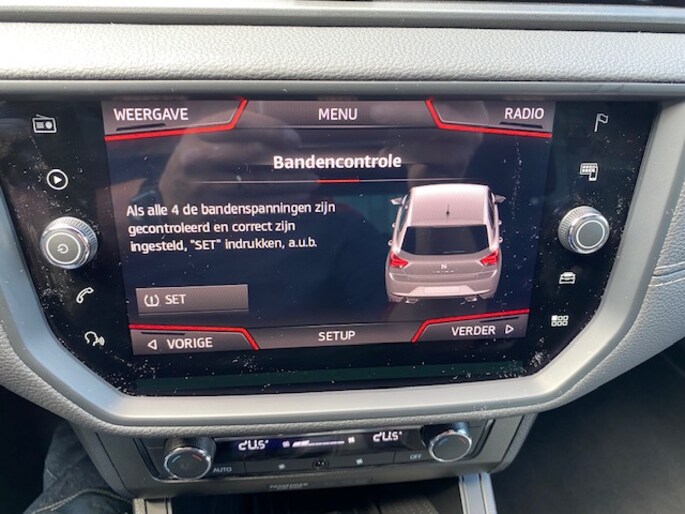 WEERGAVE MENU RADIO
Bandencontrole
Als alle 4 de bandenspanningen zijn
gecontroleerd en correct zijn
ingesteld, "SET" indrukken, a.u.b.
SET
VORIGE SETUP VERDER
AUTO OFF